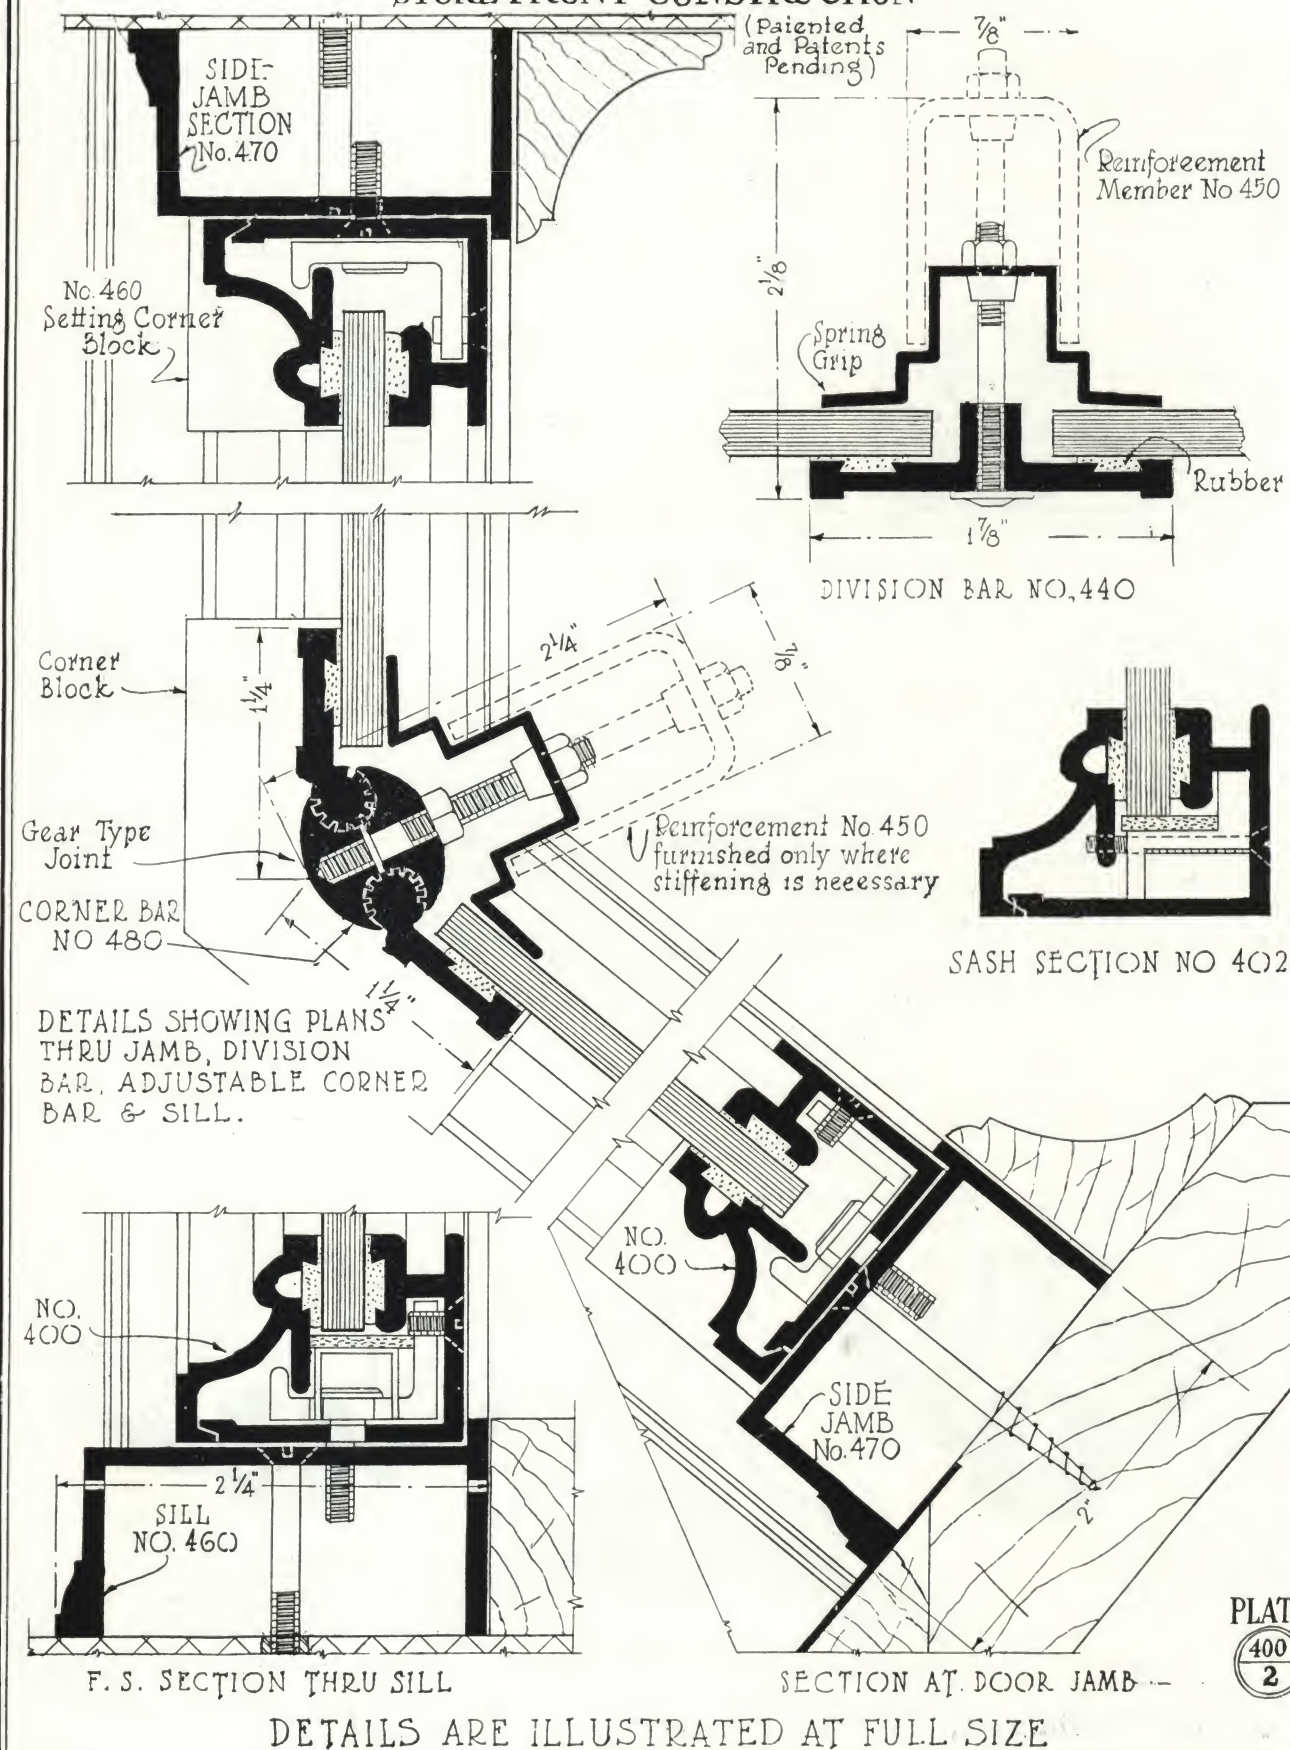 STORE FRONT CONSTRUCTION
(Patented
and Patents
Pending)
SIDE-
JAMB
SECTION
No.470
No.460
Setting Corner
Block
7/8"
2 1/8"
Reinforcement
Member No 450
Spring
Grip
Rubber
1 7/8"
DIVISION BAR NO. 440
Corner
Block
1 1/4"
2 1/4"
7/8"
Gear Type
Joint
CORNER BAR
NO 480
Reinforcement No. 450
furnished only where
stiffening is necessary
1 1/4"
SASH SECTION NO 402
DETAILS SHOWING PLANS
THRU JAMB, DIVISION
BAR, ADJUSTABLE CORNER
BAR & SILL.
NO.
400
NO.
400
2 1/4"
SILL
NO. 460
SIDE
JAMB
No. 470
2"
PLAT
400
2
F. S. SECTION THRU SILL
SECTION AT. DOOR JAMB
DETAILS ARE ILLUSTRATED AT FULL SIZE